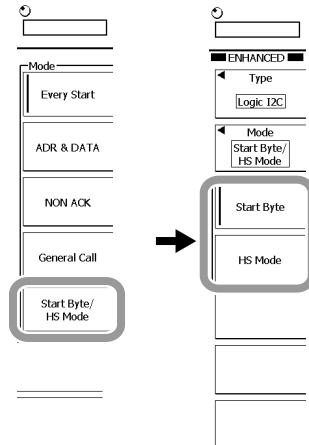 Mode
Every Start
ADR & DATA
NON ACK
General Call
Start Byte/
HS Mode
ENHANCED
Type
Logic I2C
Mode
Start Byte/
HS Mode
Start Byte
HS Mode